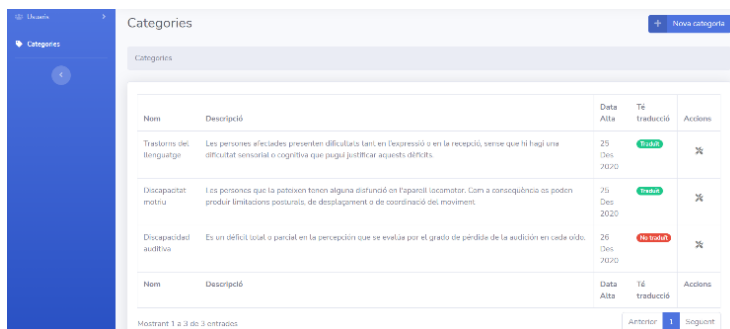 Usuaris
Categories
Categories
Nova categoria
Categories
Nom Descripció Data Alta Té traducció Accions
Trastorns del llenguatge Les persones afectades presenten dificultats tant en l'expressió o en la recepció, sense que hi hagi una dificultat sensorial o cognitiva que pugui justificar aquests dèficits. 25 Des 2020 Traduït
Discapacitat motriu Les persones que la pateixen tenen alguna disfunció en l'aparell locomotor. Com a conseqüència es poden produir limitacions posturals, de desplaçament o de coordinació del moviment. 25 Des 2020 Traduït
Discapacidad auditiva Es un déficit total o parcial en la percepción que se evalúa por el grado de pérdida de la audición en cada oído. 26 Des 2020 No traduït
Nom Descripció Data Alta Té traducció Accions
Mostrant 1 a 3 de 3 entrades
Anterior 1 Següent